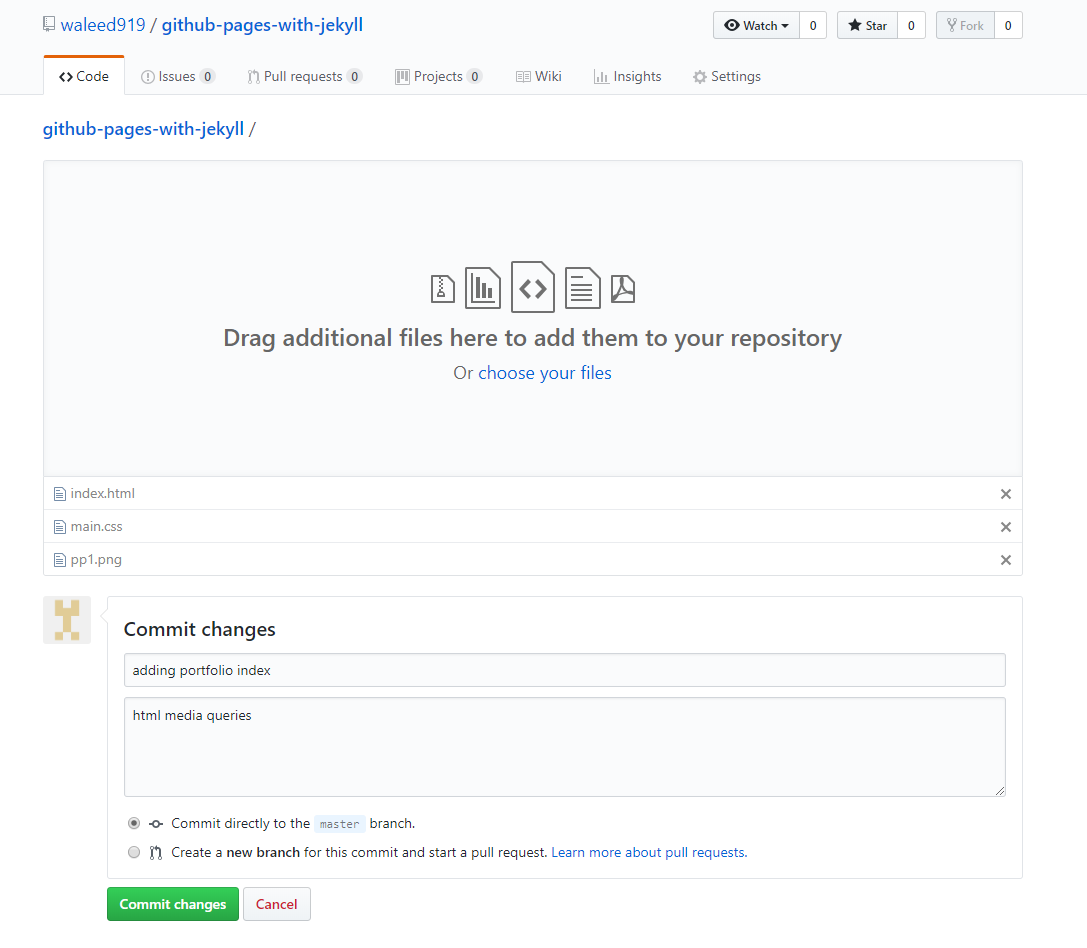 waleed919 / github-pages-with-jekyll Watch 0 Star 0 Fork 0
Code Issues 0 Pull requests 0 Projects 0 Wiki Insights Settings
github-pages-with-jekyll /
Drag additional files here to add them to your repository
Or choose your files
index.html
main.css
pp1.png
Commit changes
adding portfolio index
html media queries
Commit directly to the master branch.
Create a new branch for this commit and start a pull request. Learn more about pull requests.
Commit changes Cancel